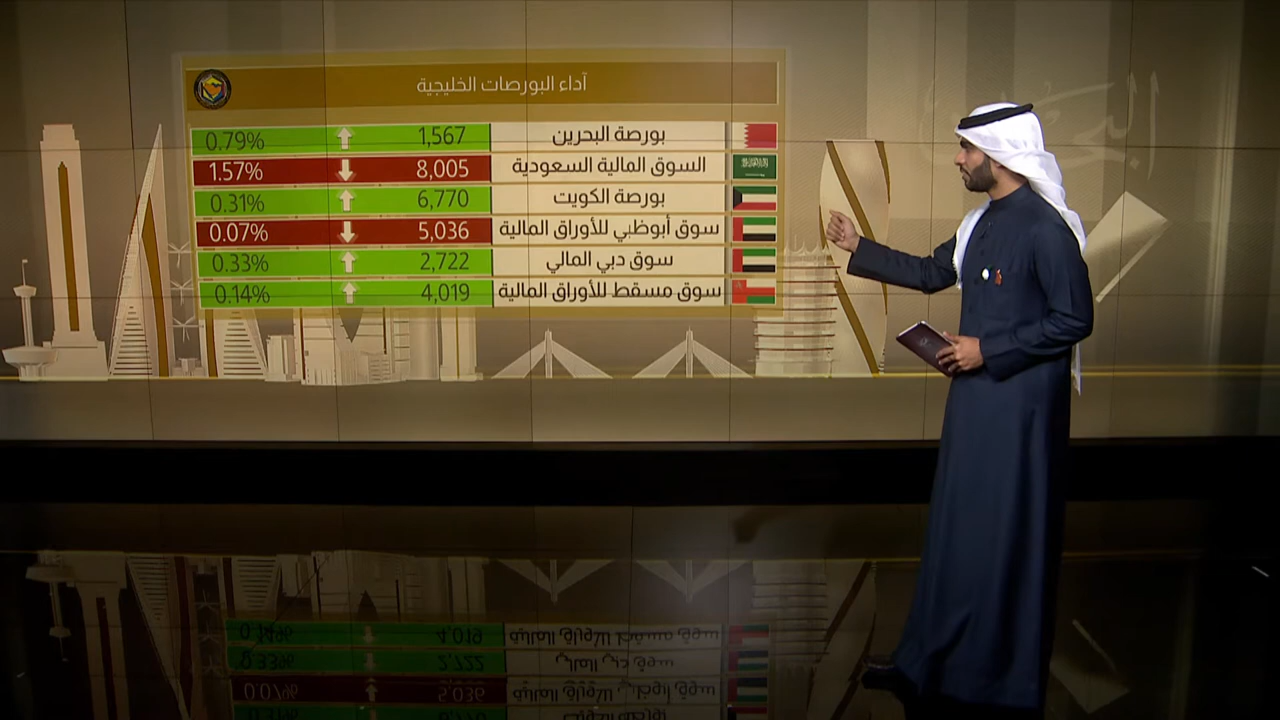 آداء البورصات الخليجية
بورصة البحرين 1,567 0.79%
السوق المالية السعودية 8,005 1.57%
بورصة الكويت 6,770 0.31%
سوق أبوظبي للأوراق المالية 5,036 0.07%
سوق دبي المالي 2,722 0.33%
سوق مسقط للأوراق المالية 4,019 0.14%